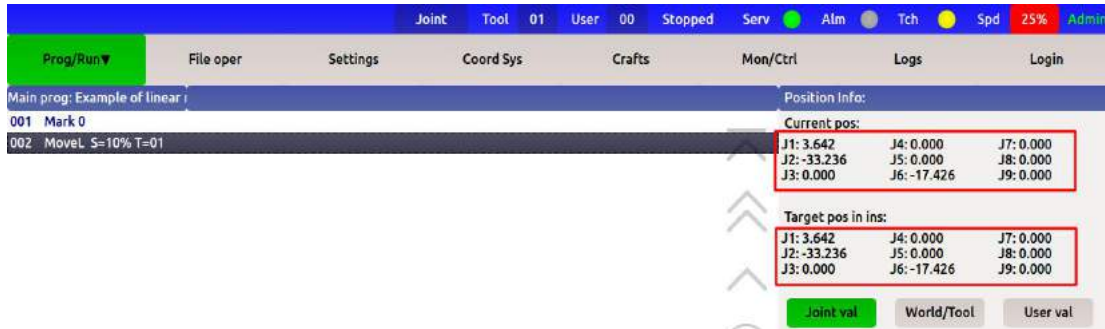 Joint Tool 01 User 00 Stopped Serv Alm Tch Spd 25% Admin
Prog/Run▼ File oper Settings Coord Sys Crafts Mon/Ctrl Logs Login
Main prog: Example of linear Position Info:
001 Mark 0
002 MoveL S=10% T=01
Current pos:
J1: 3.642 J4: 0.000 J7: 0.000
J2: -33.236 J5: 0.000 J8: 0.000
J3: 0.000 J6: -17.426 J9: 0.000
Target pos in ins:
J1: 3.642 J4: 0.000 J7: 0.000
J2: -33.236 J5: 0.000 J8: 0.000
J3: 0.000 J6: -17.426 J9: 0.000
Joint val World/Tool User val